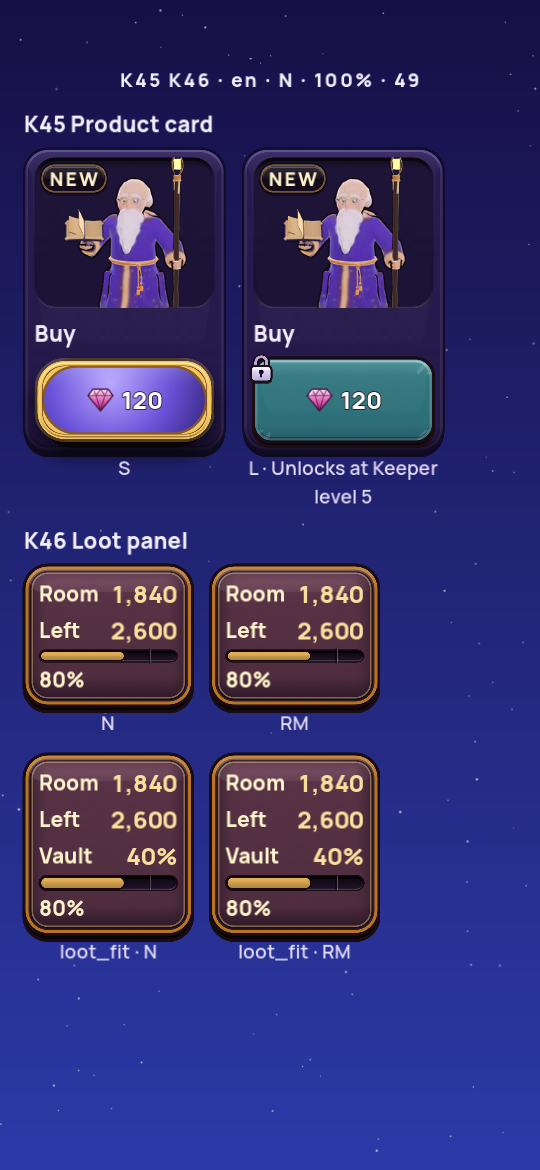 K45 K46 · en · N · 100% · 49
K45 Product card
NEW
NEW
Buy
Buy
120
120
S
L · Unlocks at Keeper
level 5
K46 Loot panel
Room 1,840
Left 2,600
80%
Room 1,840
Left 2,600
80%
N
RM
Room 1,840
Left 2,600
Vault 40%
80%
Room 1,840
Left 2,600
Vault 40%
80%
loot_fit · N
loot_fit · RM